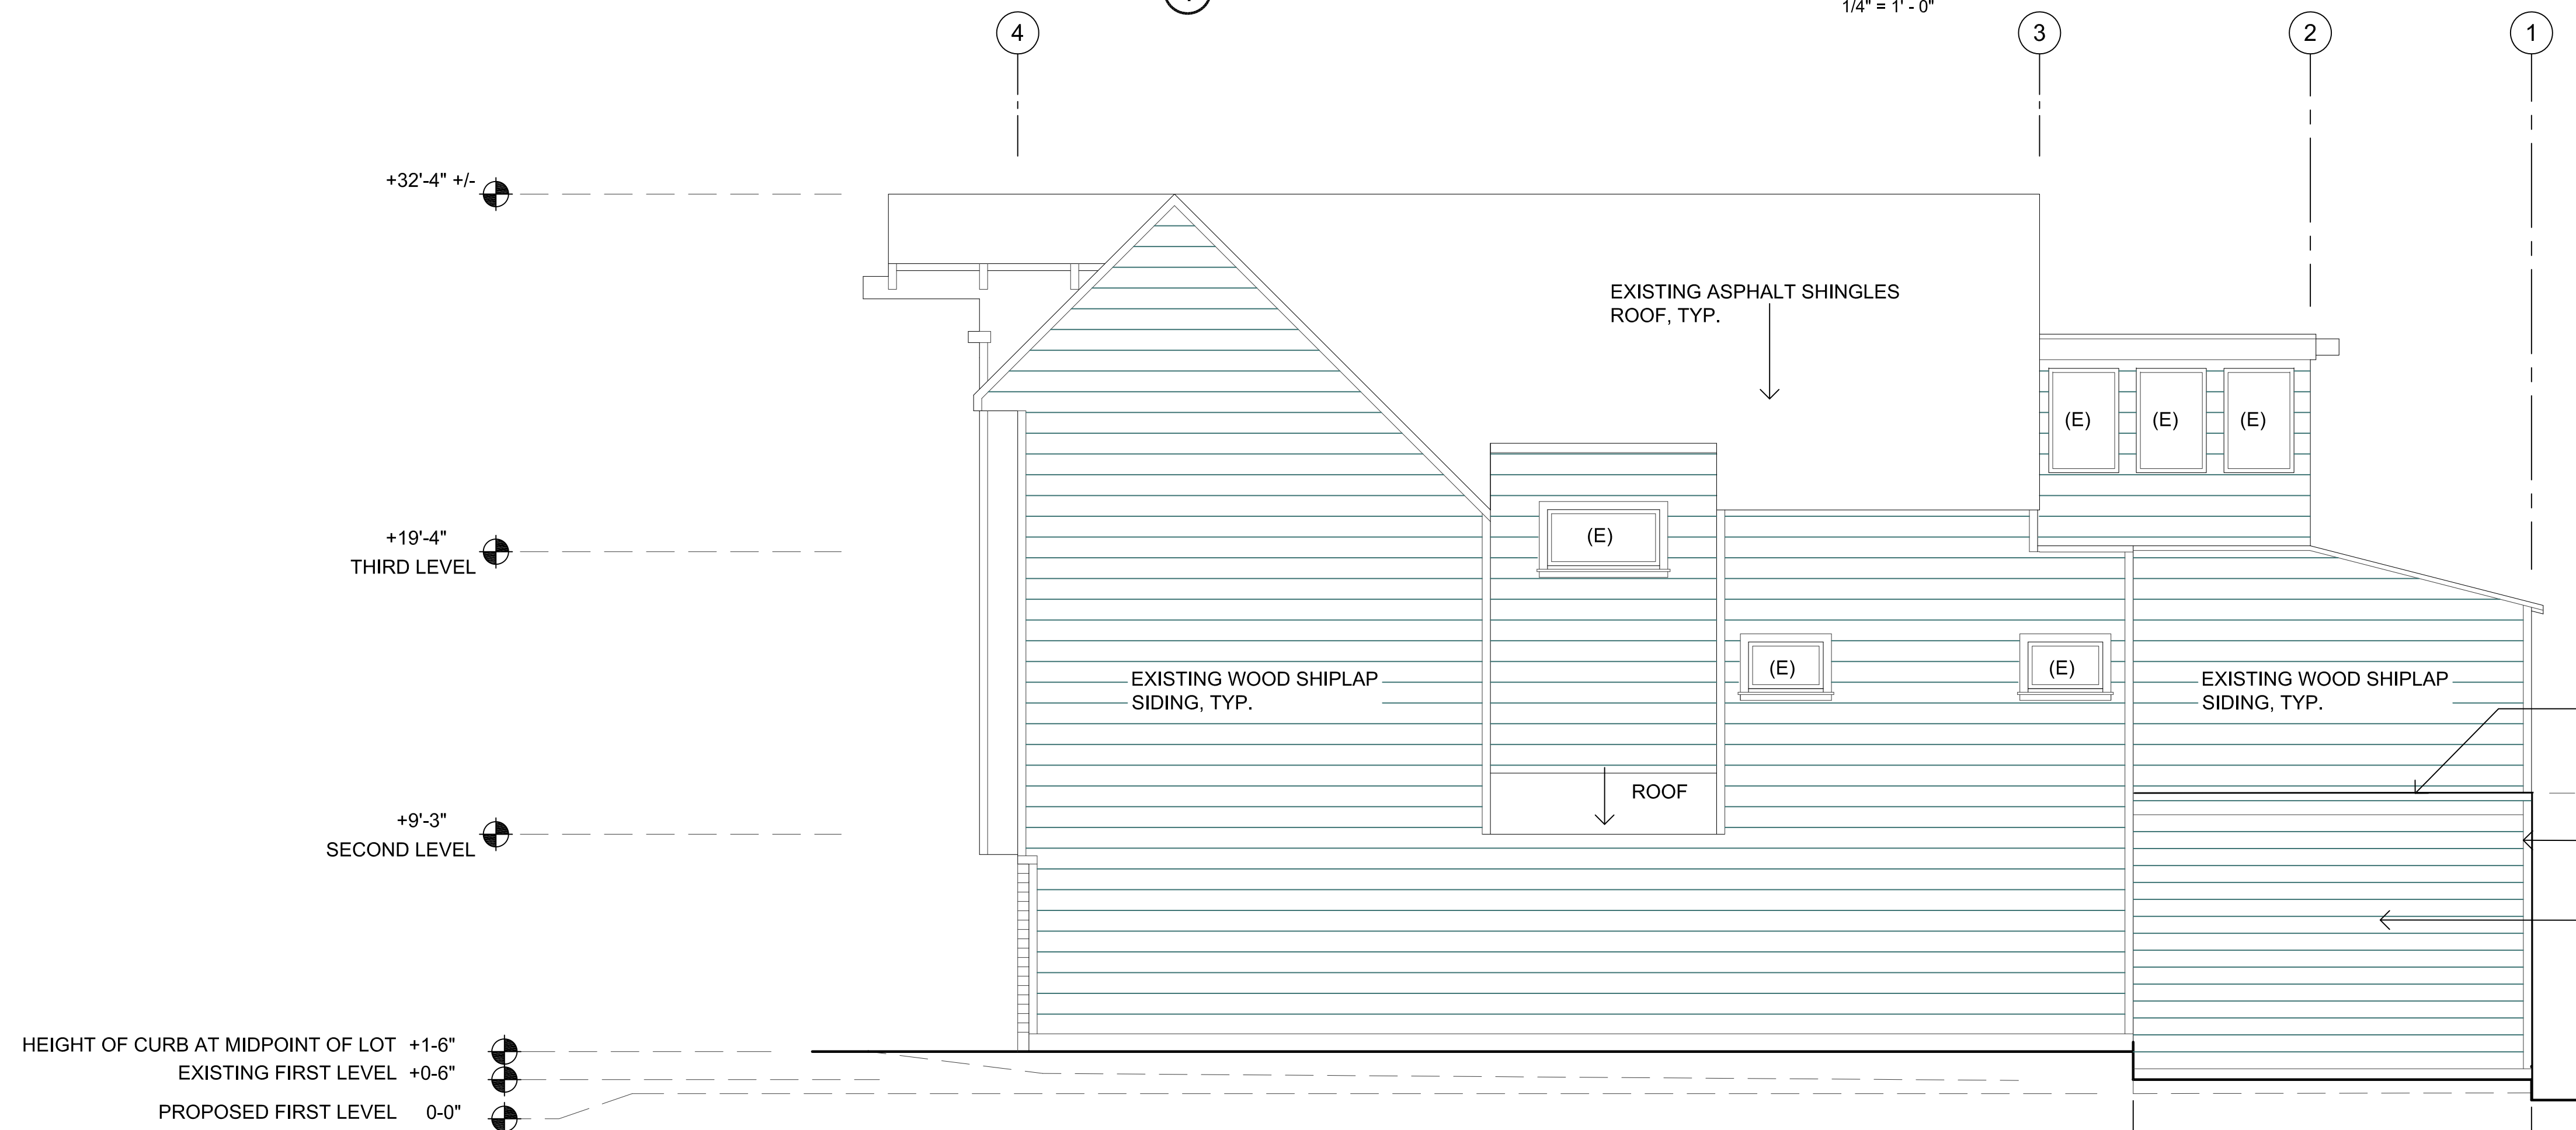 1/4" = 1' - 0"
4
3
2
1
+32'-4" +/-
EXISTING ASPHALT SHINGLES
ROOF, TYP.
(E)
(E)
(E)
+19'-4"
THIRD LEVEL
(E)
(E)
(E)
EXISTING WOOD SHIPLAP
SIDING, TYP.
EXISTING WOOD SHIPLAP
SIDING, TYP.
ROOF
+9'-3"
SECOND LEVEL
HEIGHT OF CURB AT MIDPOINT OF LOT +1-6"
EXISTING FIRST LEVEL +0-6"
PROPOSED FIRST LEVEL 0-0"